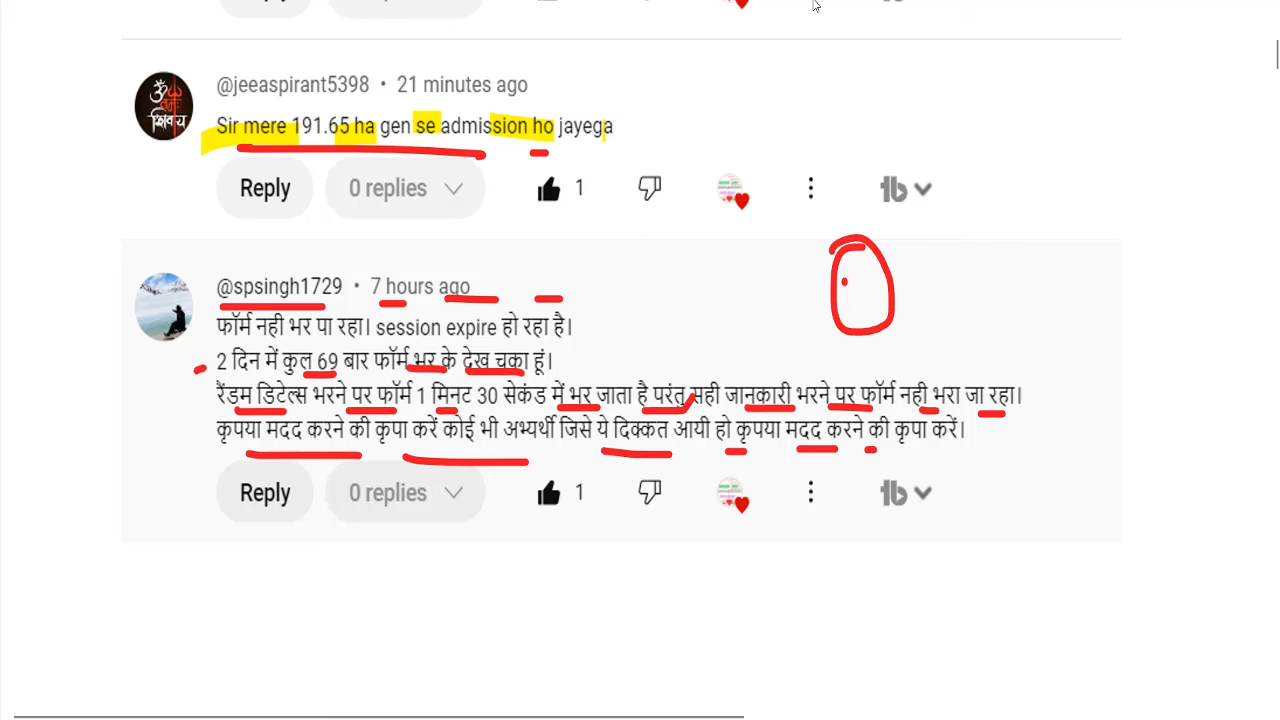 @jeeaspirant5398 • 21 minutes ago
Sir mere 191.65 ha gen se admission ho jayega
Reply 0 replies 1
@spsingh1729 • 7 hours ago
फॉर्म नही भर पा रहा। session expire हो रहा है।
2 दिन में कुल 69 बार फॉर्म भर के देख चका हूं।
रैंडम डिटेल्स भरने पर फॉर्म 1 मिनट 30 सेकंड में भर जाता है परंतु सही जानकारी भरने पर फॉर्म नही भरा जा रहा।
कृपया मदद करने की कृपा करें कोई भी अभ्यर्थी जिसे ये दिक्कत आयी हो कृपया मदद करने की कृपा करें।
Reply 0 replies 1